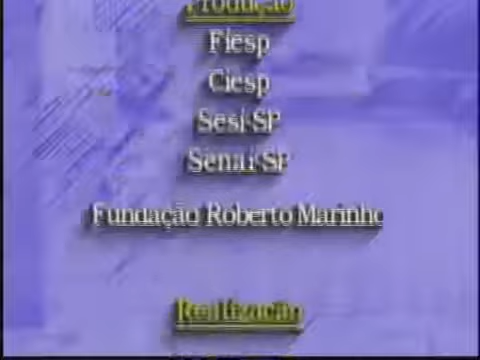 Produção
Fiesp
Ciesp
Sesi-SP
Senai-SP
Fundação Roberto Marinho
Realização